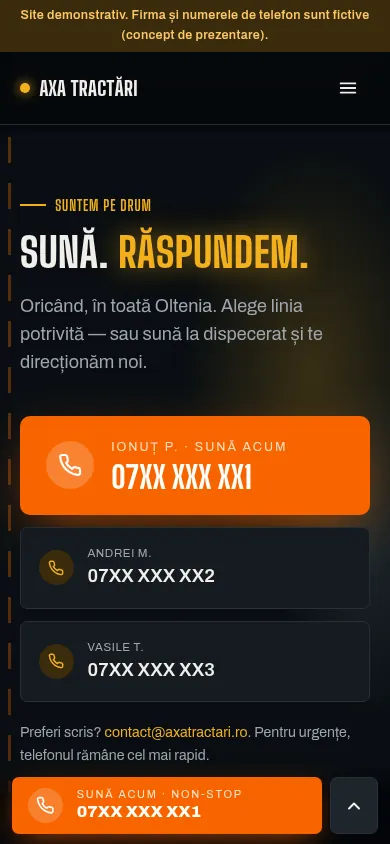 Site demonstrativ. Firma și numerele de telefon sunt fictive
(concept de prezentare).
AXA TRACTĂRI
SUNTEM PE DRUM
SUNĂ. RĂSPUNDEM.
Oricând, în toată Oltenia. Alege linia
potrivită — sau sună la dispecerat și te
direcționăm noi.
IONUȚ P. · SUNĂ ACUM
07XX XXX XX1
ANDREI M.
07XX XXX XX2
VASILE T.
07XX XXX XX3
Preferi scris? contact@axatractari.ro. Pentru urgențe,
telefonul rămâne cel mai rapid.
SUNĂ ACUM · NON-STOP
07XX XXX XX1